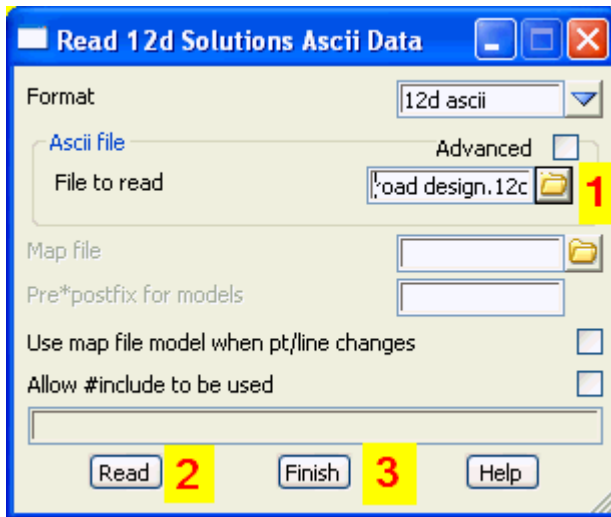 Read 12d Solutions Ascii Data
Format 12d ascii
Ascii file Advanced
File to read road design.12c 1
Map file
Pre*postfix for models
Use map file model when pt/line changes
Allow #include to be used
Read 2 Finish 3 Help